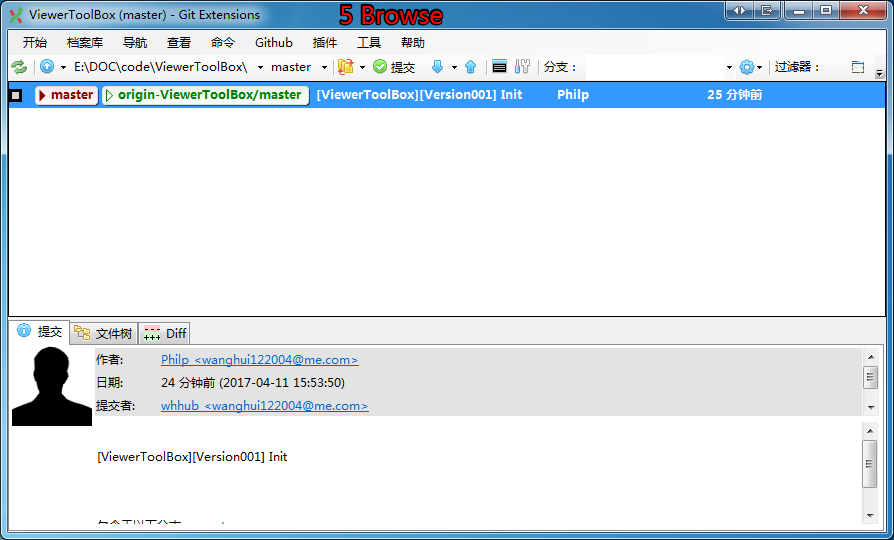 ViewerToolBox (master) - Git Extensions
5 Browse
开始 档案库 导航 查看 命令 Github 插件 工具 帮助
E:\DOC\code\ViewerToolBox\ master 提交 分支： 过滤器：
master origin-ViewerToolBox/master [ViewerToolBox][Version001] Init Philp 25 分钟前
提交 文件树 Diff
作者: Philp <wanghui122004@me.com>
日期: 24 分钟前 (2017-04-11 15:53:50)
提交者: whhub <wanghui122004@me.com>
[ViewerToolBox][Version001] Init